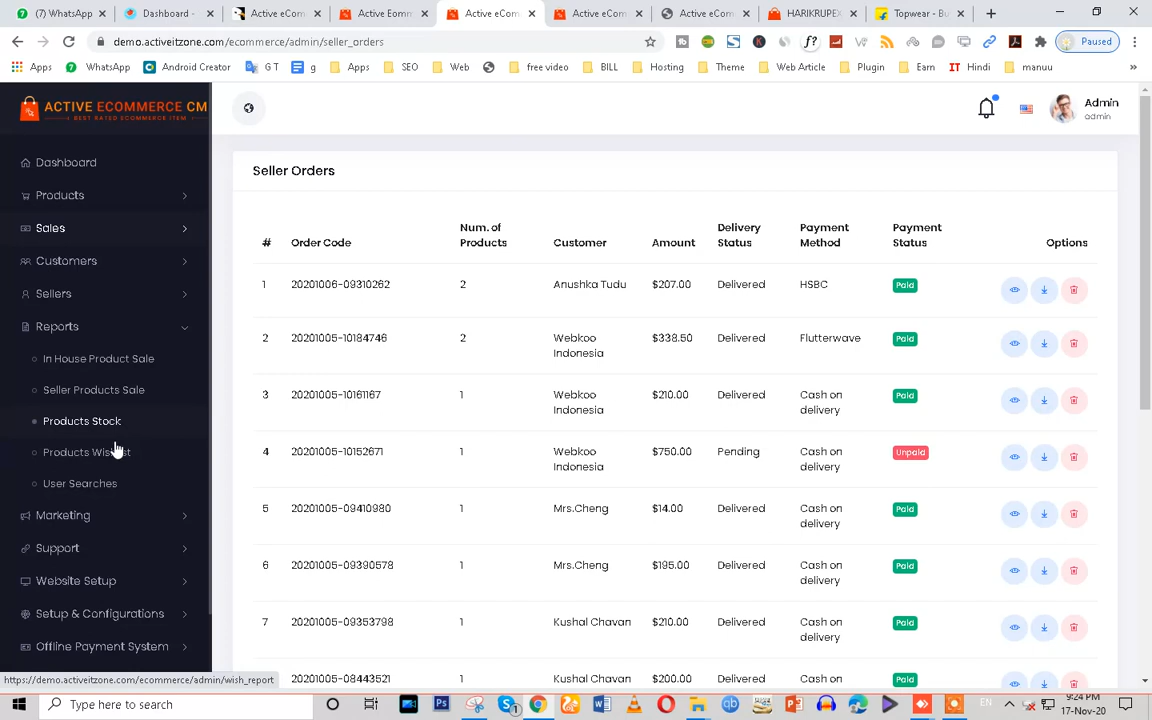 (7) WhatsApp
Dashboard -
Active eCom
Active Eomm
Active eCom
Active eCom
Active eCom
HARIKRUPEX
Topwear - Bu
demo.activeitzone.com/ecommerce/admin/seller_orders
Paused
Apps
WhatsApp
Android Creator
G T
g
Apps
SEO
Web
free video
BILL
Hosting
Theme
Web Article
Plugin
Earn
Hindi
manuu
ACTIVE ECOMMERCE CM
BEST RATED ECOMMERCE ITEM
Admin
admin
Dashboard
Products
Sales
Customers
Sellers
Reports
In House Product Sale
Seller Products Sale
Products Stock
Products
User Searches
Marketing
Support
Website Setup
Setup & Configurations
Offline Payment System
Seller Orders
# Order Code Num. of Products Customer Amount Delivery Status Payment Method Payment Status Options
1 20201006-09310262 2 Anushka Tudu $207.00 Delivered HSBC Paid
2 20201005-10184746 2 Webkoo Indonesia $338.50 Delivered Flutterwave Paid
3 20201005-10161167 1 Webkoo Indonesia $210.00 Delivered Cash on delivery Paid
4 20201005-10152671 1 Webkoo Indonesia $750.00 Pending Cash on delivery Unpaid
5 20201005-09410980 1 Mrs.Cheng $14.00 Delivered Cash on delivery Paid
6 20201005-09390578 1 Mrs.Cheng $195.00 Delivered Cash on delivery Paid
7 20201005-09353798 1 Kushal Chavan $210.00 Delivered Cash on delivery Paid
20201005-08443521 1 Kushal Chavan $200.00 Delivered Cash on Paid
https://demo.activeitzone.com/ecommerce/admin/wish_report
Type here to search
EN
9:24 PM
17-Nov-20